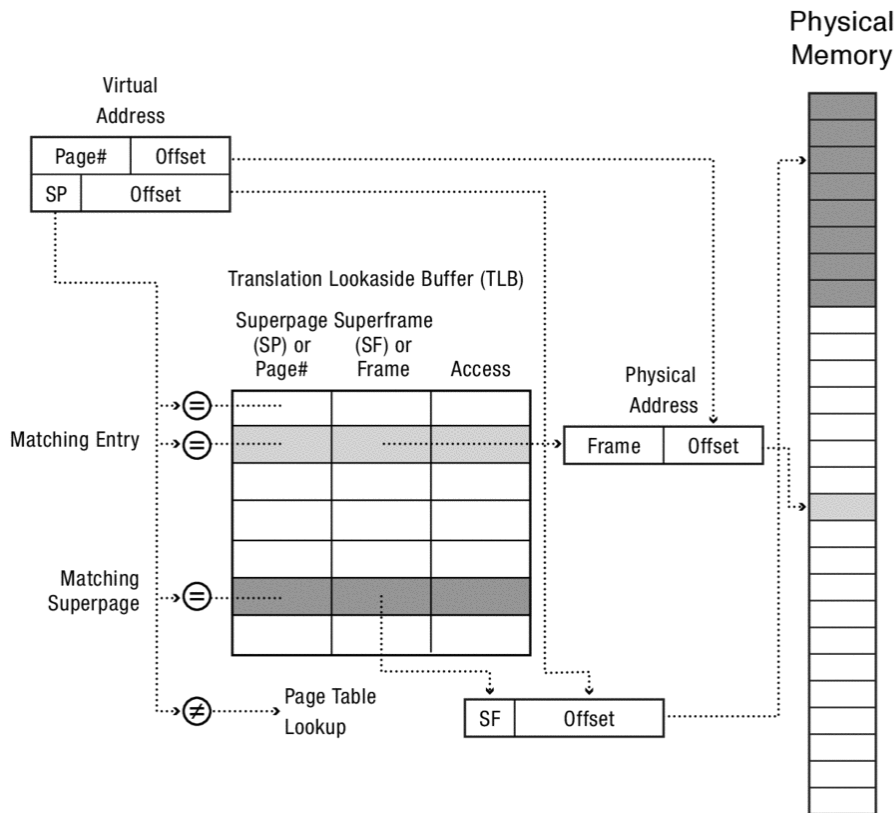 Physical
Memory
Virtual
Address
Page# Offset
SP Offset
Translation Lookaside Buffer (TLB)
Superpage Superframe
(SP) or (SF) or
Page# Frame Access
Physical
Address
=
Matching Entry =
Frame Offset
Matching
Superpage
=
≠ Page Table
Lookup
SF Offset